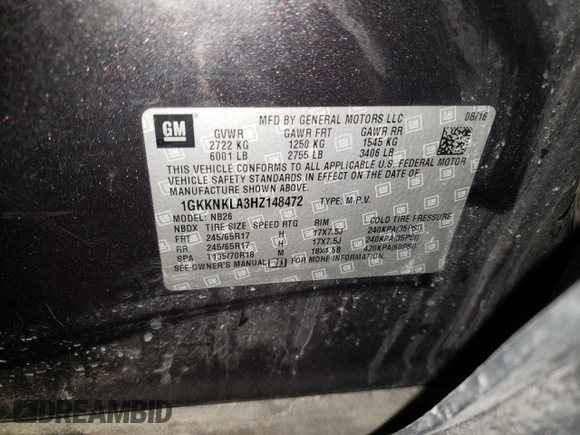 GM
MFD BY GENERAL MOTORS LLC 08/16
GVWR GAWR FRT GAWR RR
2722 KG 1250 KG 1545 KG
6001 LB 2755 LB 3406 LB
THIS VEHICLE CONFORMS TO ALL APPLICABLE U.S. FEDERAL MOTOR
VEHICLE SAFETY STANDARDS IN EFFECT ON THE DATE OF
MANUFACTURE SHOWN ABOVE.
1GKKNKLA3HZ148472 TYPE: M.P.V.
MODEL: NB26
NBDX TIRE SIZE SPEED RTG RIM COLD TIRE PRESSURE
FRT 245/65R17 H 17X7.5J 240KPA(35PSI)
RR 245/65R17 H 17X7.5J 240KPA(35PSI)
SPA T135/70R18 M 18X4.5B 420KPA(60PSI)
SEE OWNER'S MANUAL FOR MORE INFORMATION.
DREAMBID